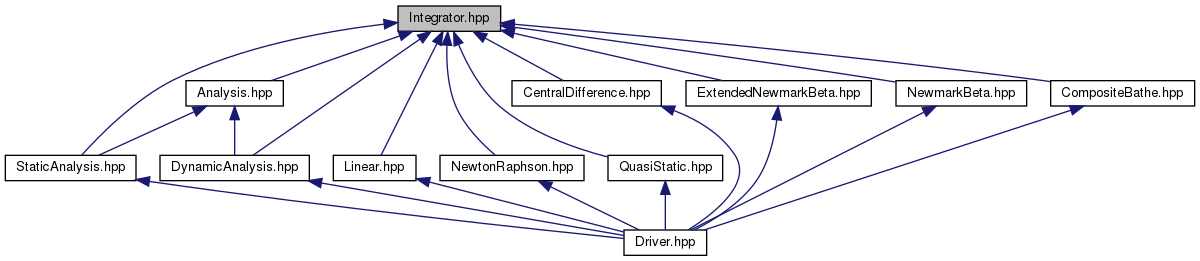 Integrator.hpp
Analysis.hpp
CentralDifference.hpp
ExtendedNewmarkBeta.hpp
NewmarkBeta.hpp
CompositeBathe.hpp
StaticAnalysis.hpp
DynamicAnalysis.hpp
Linear.hpp
NewtonRaphson.hpp
QuasiStatic.hpp
Driver.hpp